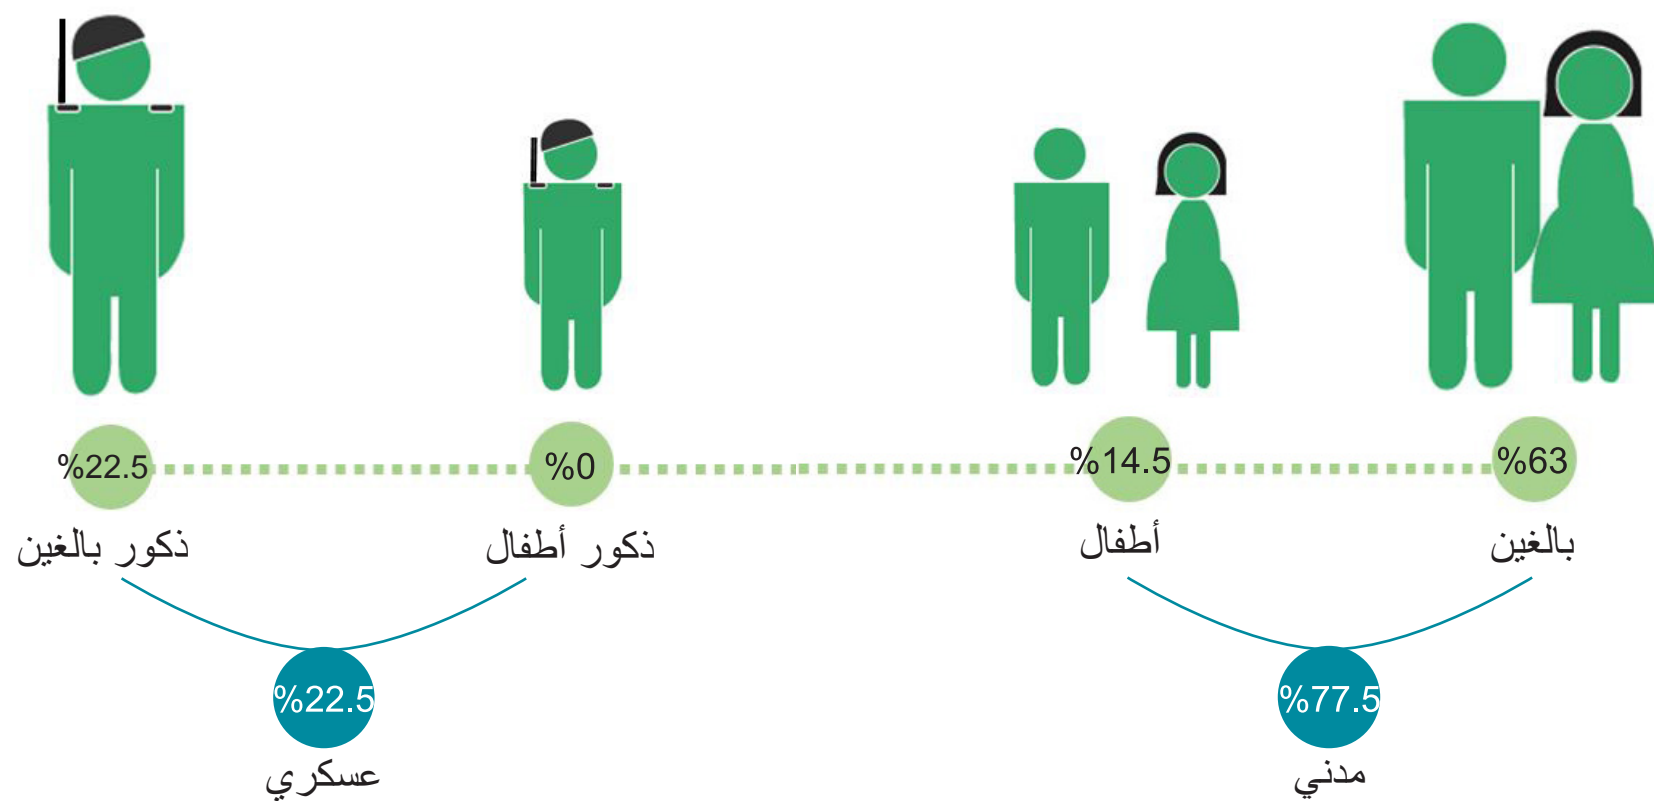 %63
%14.5
%0
%22.5
بالغين
أطفال
ذكور أطفال
ذكور بالغين
%77.5
%22.5
مدني
عسكري